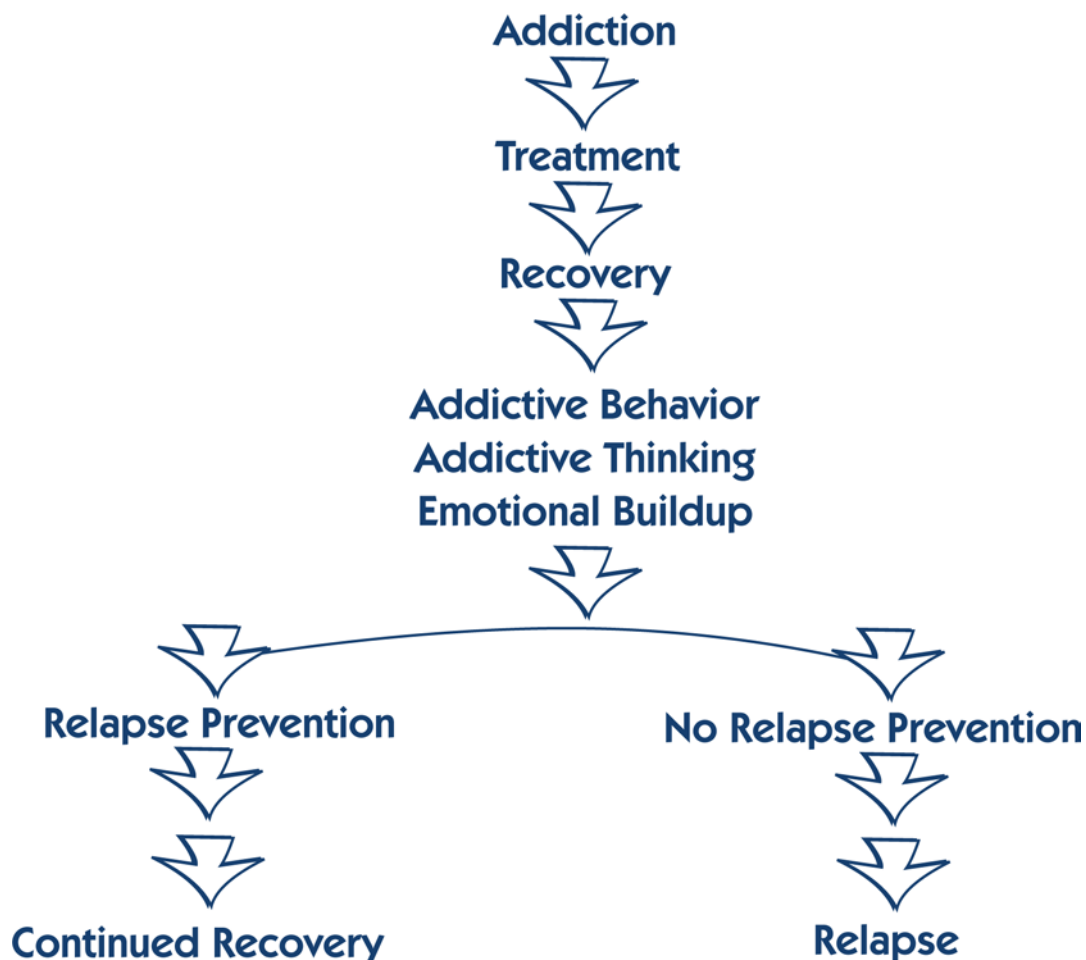 Addiction
Treatment
Recovery
Addictive Behavior
Addictive Thinking
Emotional Buildup
Relapse Prevention
No Relapse Prevention
Continued Recovery
Relapse